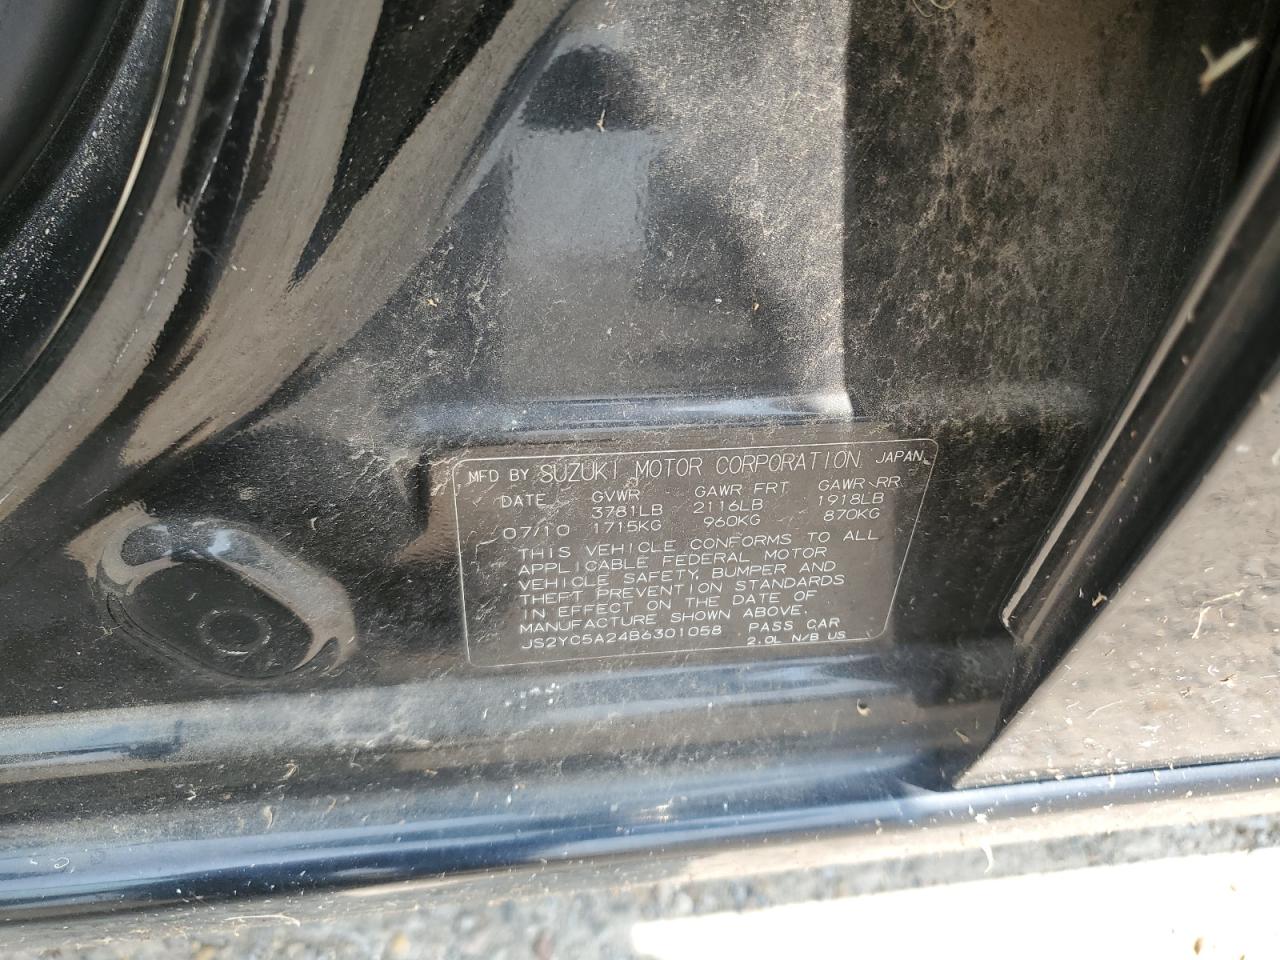 MFD BY SUZUKI MOTOR CORPORATION JAPAN
DATE GVWR GAWR FRT GAWR RR
3781LB 2116LB 1918LB
07/10 1715KG 960KG 870KG
THIS VEHICLE CONFORMS TO ALL
APPLICABLE FEDERAL MOTOR
VEHICLE SAFETY, BUMPER AND
THEFT PREVENTION STANDARDS
IN EFFECT ON THE DATE OF
MANUFACTURE SHOWN ABOVE.
JS2YC5A24B6301058 PASS CAR
2.0L N/B US